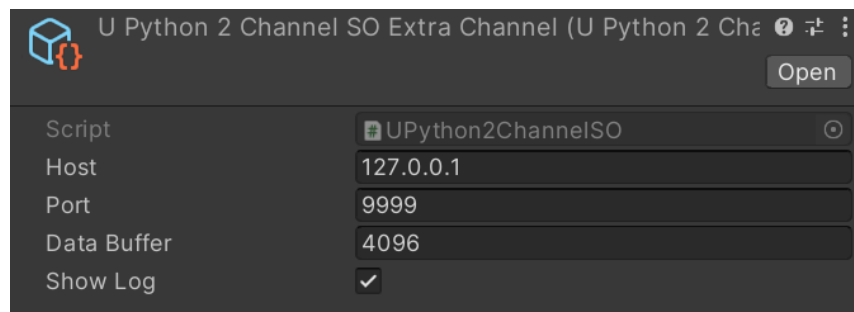 U Python 2 Channel SO Extra Channel (U Python 2 Cha
Open
Script UPython2ChannelSO
Host 127.0.0.1
Port 9999
Data Buffer 4096
Show Log